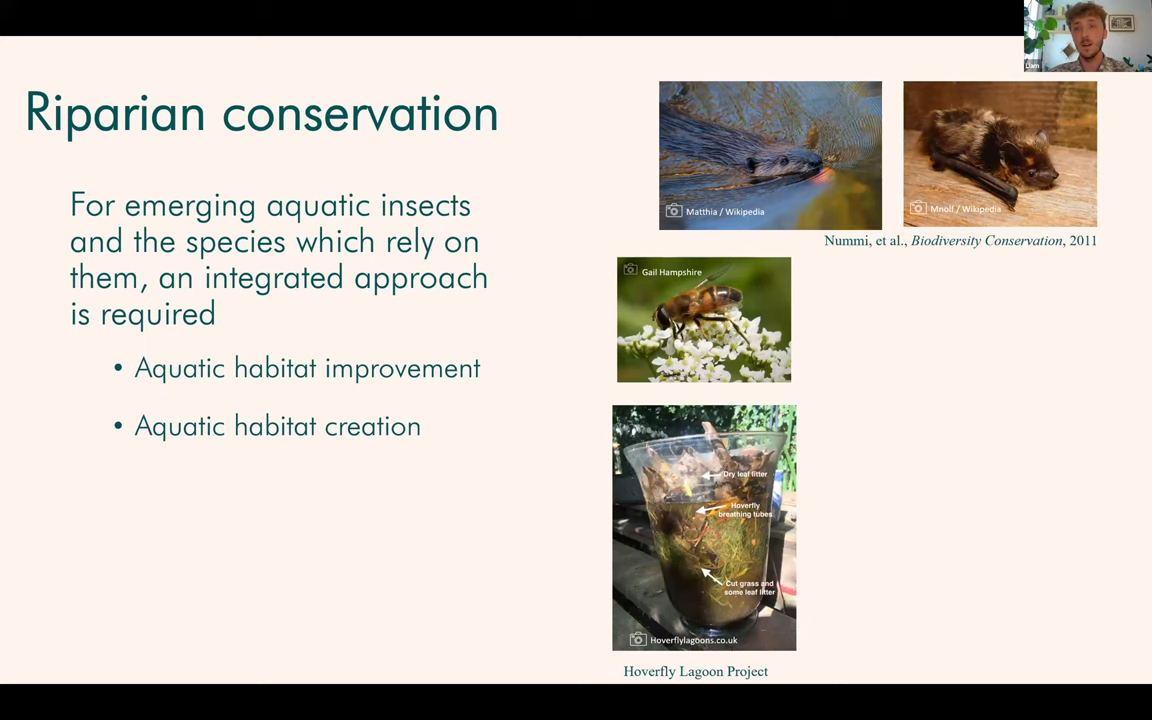 Liam
Riparian conservation
For emerging aquatic insects
and the species which rely on
them, an integrated approach
is required
• Aquatic habitat improvement
• Aquatic habitat creation
Matthia / Wikipedia
Mnolf / Wikipedia
Nummi, et al., Biodiversity Conservation, 2011
Gail Hampshire
Dry leaf litter
Hoverfly
breathing tubes
Cut grass and
some leaf litter
Hoverflylagoons.co.uk
Hoverfly Lagoon Project